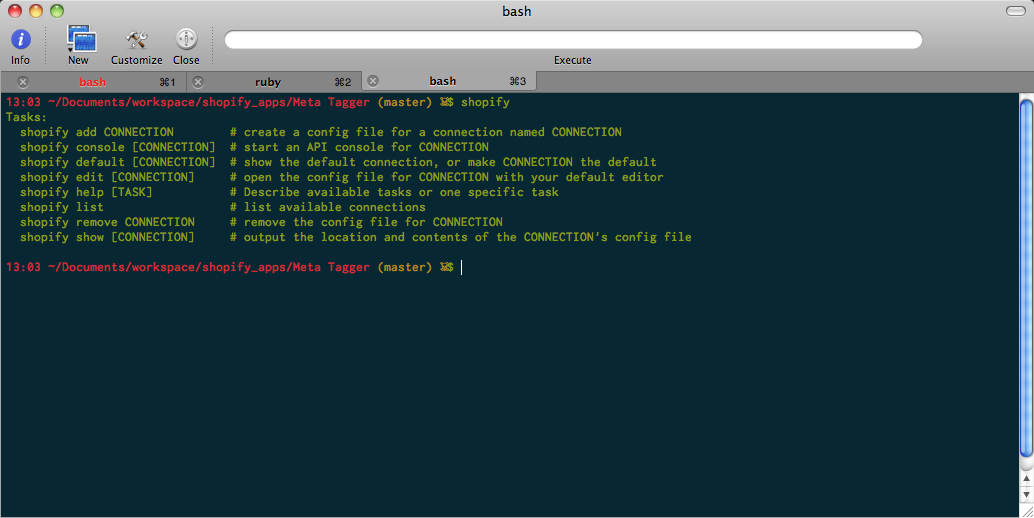 bash
Info New Customize Close Execute
bash ⌘1 ruby ⌘2 bash ⌘3
13:03 ~/Documents/workspace/shopify_apps/Meta Tagger (master) $ shopify
Tasks:
  shopify add CONNECTION        # create a config file for a connection named CONNECTION
  shopify console [CONNECTION]  # start an API console for CONNECTION
  shopify default [CONNECTION]  # show the default connection, or make CONNECTION the default
  shopify edit [CONNECTION]     # open the config file for CONNECTION with your default editor
  shopify help [TASK]           # Describe available tasks or one specific task
  shopify list                  # list available connections
  shopify remove CONNECTION     # remove the config file for CONNECTION
  shopify show [CONNECTION]     # output the location and contents of the CONNECTION's config file
13:03 ~/Documents/workspace/shopify_apps/Meta Tagger (master) $